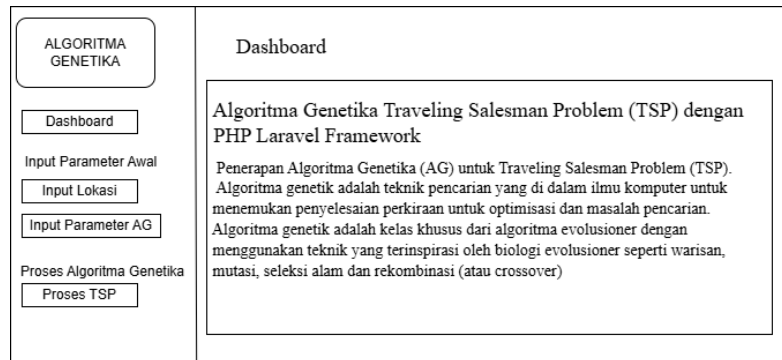 ALGORITMA
GENETIKA
Dashboard
Input Parameter Awal
Input Lokasi
Input Parameter AG
Proses Algoritma Genetika
Proses TSP
Dashboard
Algoritma Genetika Traveling Salesman Problem (TSP) dengan
PHP Laravel Framework
Penerapan Algoritma Genetika (AG) untuk Traveling Salesman Problem (TSP).
Algoritma genetik adalah teknik pencarian yang di dalam ilmu komputer untuk
menemukan penyelesaian perkiraan untuk optimisasi dan masalah pencarian.
Algoritma genetik adalah kelas khusus dari algoritma evolusioner dengan
menggunakan teknik yang terinspirasi oleh biologi evolusioner seperti warisan,
mutasi, seleksi alam dan rekombinasi (atau crossover)